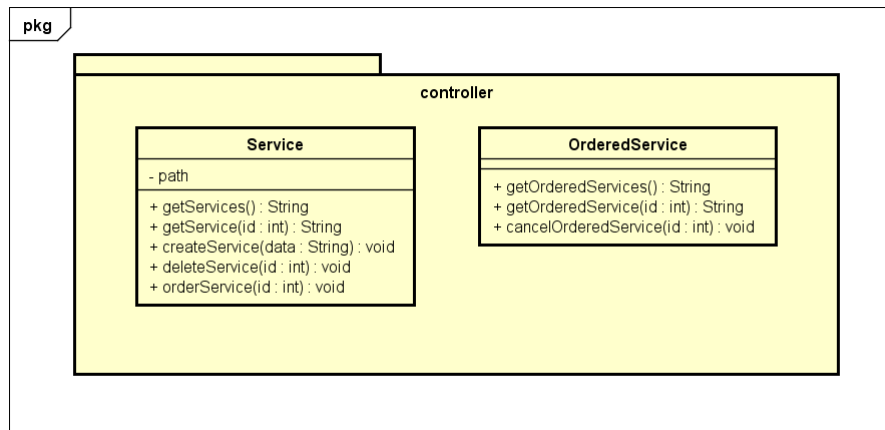 pkg
controller
Service
- path
+ getServices() : String
+ getService(id : int) : String
+ createService(data : String) : void
+ deleteService(id : int) : void
+ orderService(id : int) : void
OrderedService
+ getOrderedServices() : String
+ getOrderedService(id : int) : String
+ cancelOrderedService(id : int) : void